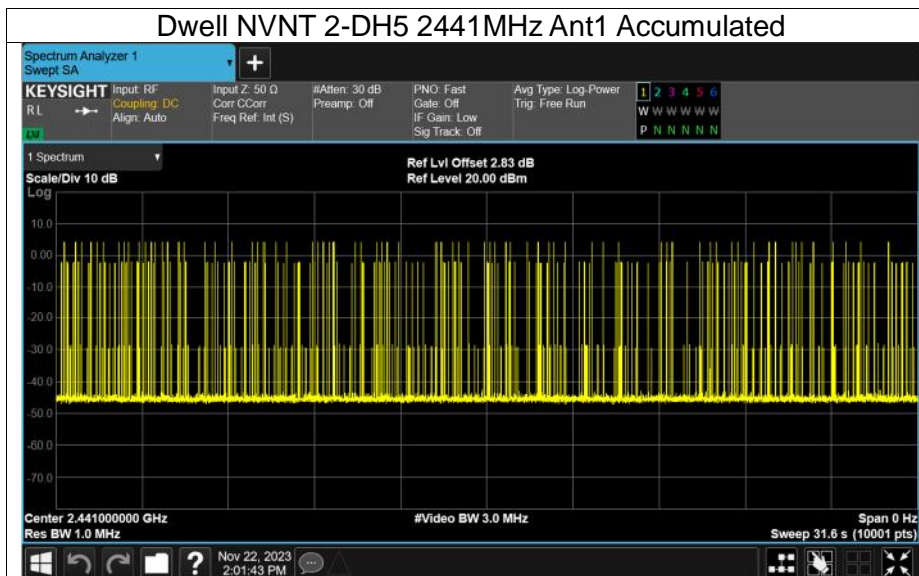 Dwell NVNT 2-DH5 2441MHz Ant1 Accumulated
Spectrum Analyzer 1
Swept SA
+
KEYSIGHT
RL
Input: RF
Coupling: DC
Align: Auto
Input Z: 50 Ω
Corr CCorr
Freq Ref: Int (S)
#Atten: 30 dB
Preamp: Off
PNO: Fast
Gate: Off
IF Gain: Low
Sig Track: Off
Avg Type: Log-Power
Trig: Free Run
1 2 3 4 5 6
W W W W W W
P N N N N N
1 Spectrum
Scale/Div 10 dB
Ref Lvl Offset 2.83 dB
Ref Level 20.00 dBm
Log
10.0
0.00
-10.0
-20.0
-30.0
-40.0
-50.0
-60.0
-70.0
Center 2.441000000 GHz
#Video BW 3.0 MHz
Span 0 Hz
Res BW 1.0 MHz
Sweep 31.6 s (10001 pts)
?
Nov 22, 2023
2:01:43 PM